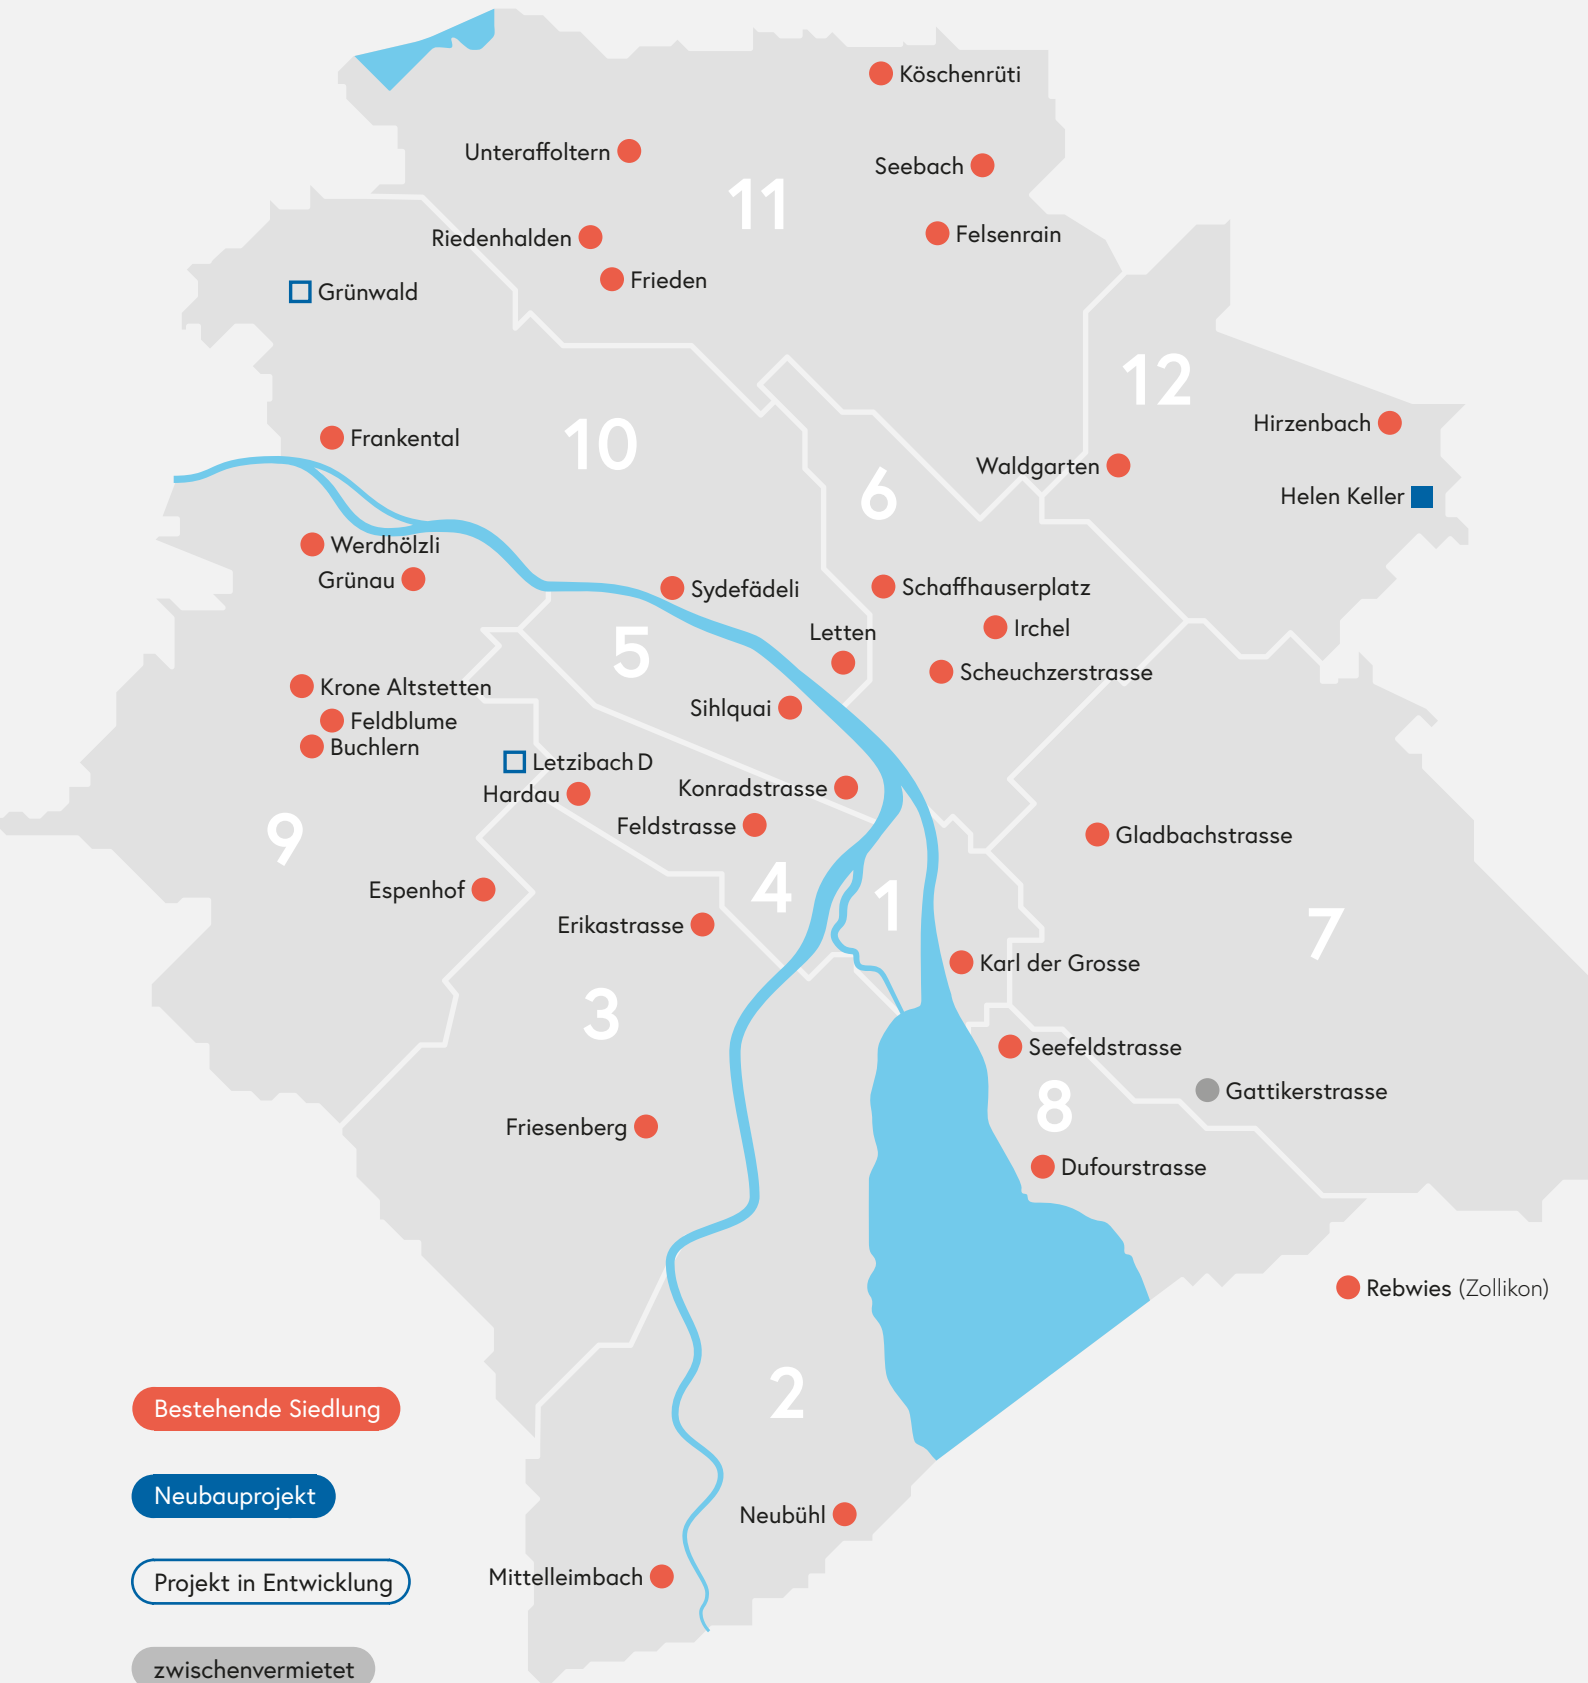 Köschenrüti
Unteraffoltern
Seebach
11
Riedenhalden
Felsenrain
Frieden
Grünwald
12
Hirzenbach
Frankental
10
Waldgarten
6
Helen Keller
Werdhölzli
Grünau
Sydefädeli
Schaffhauserplatz
Letten
Irchel
5
Scheuchzerstrasse
Krone Altstetten
Sihlquai
Feldblume
Buchlern
Letzibach D
Hardau
Konradstrasse
Feldstrasse
Gladbachstrasse
9
4
1
Espenhof
Erikastrasse
7
Karl der Grosse
3
Seefeldstrasse
Gattikerstrasse
8
Friesenberg
Dufourstrasse
Rebwies (Zollikon)
2
Bestehende Siedlung
Neubauprojekt
Neubühl
Mittelleimbach
Projekt in Entwicklung
zwischenvermietet